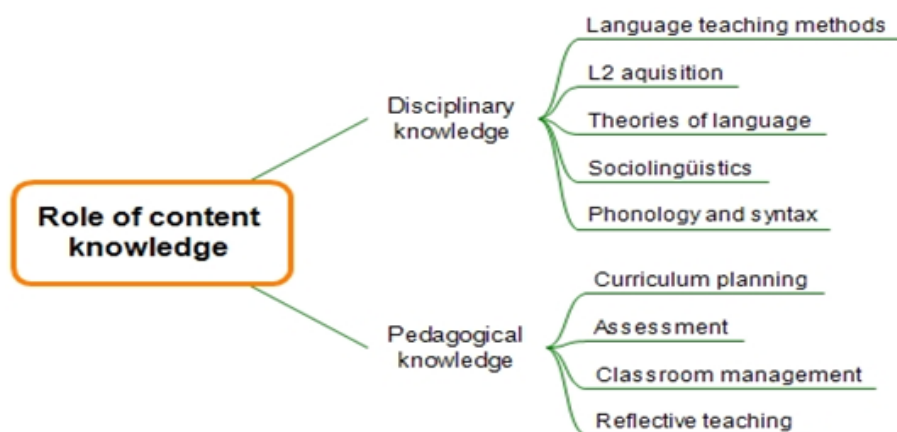 Role of content
knowledge
Disciplinary
knowledge
Language teaching methods
L2 aquisition
Theories of language
Sociolingüistics
Phonology and syntax
Pedagogical
knowledge
Curriculum planning
Assessment
Classroom management
Reflective teaching